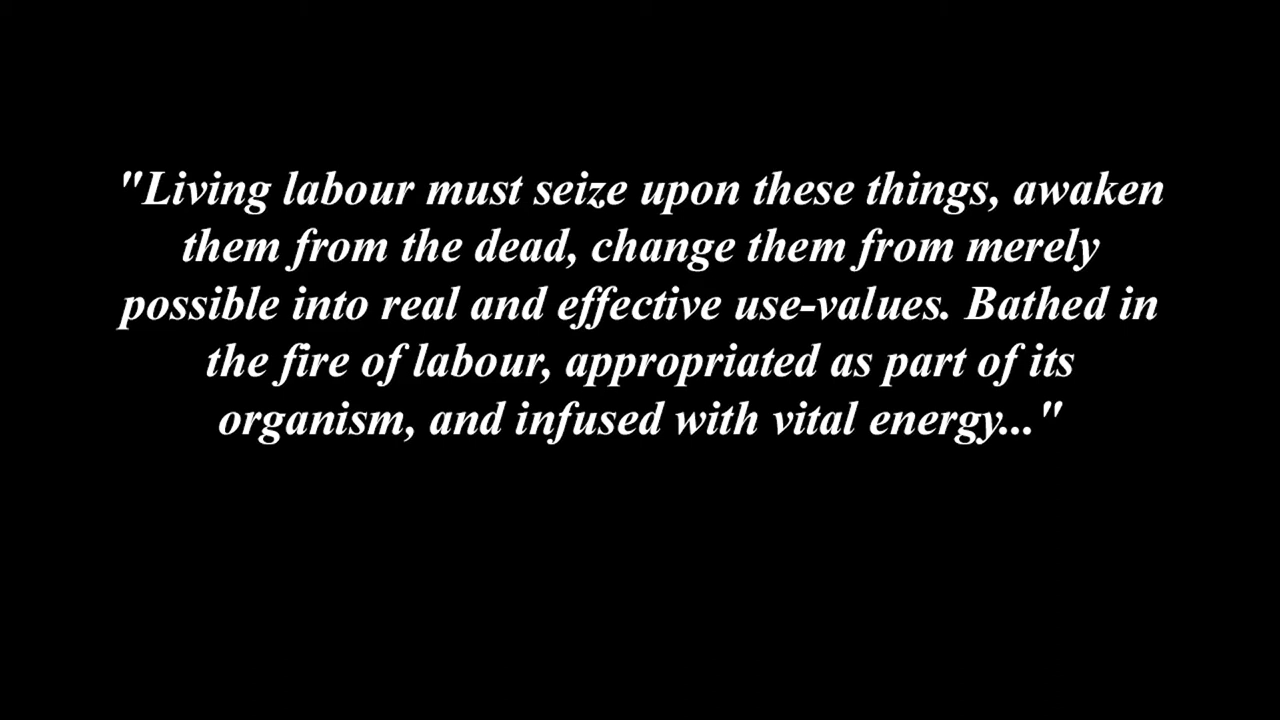 "Living labour must seize upon these things, awaken
them from the dead, change them from merely
possible into real and effective use-values. Bathed in
the fire of labour, appropriated as part of its
organism, and infused with vital energy..."